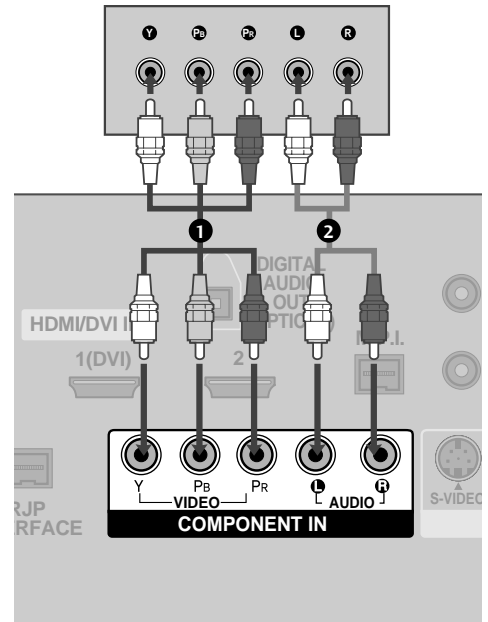 Y PB PR L R
1 2
DIGITAL
AUDIO
OUT
HDMI/DVI
1(DVI) 2
Y PB PR L R
VIDEO AUDIO
S-VIDEO
RJP
ERFACE
COMPONENT IN